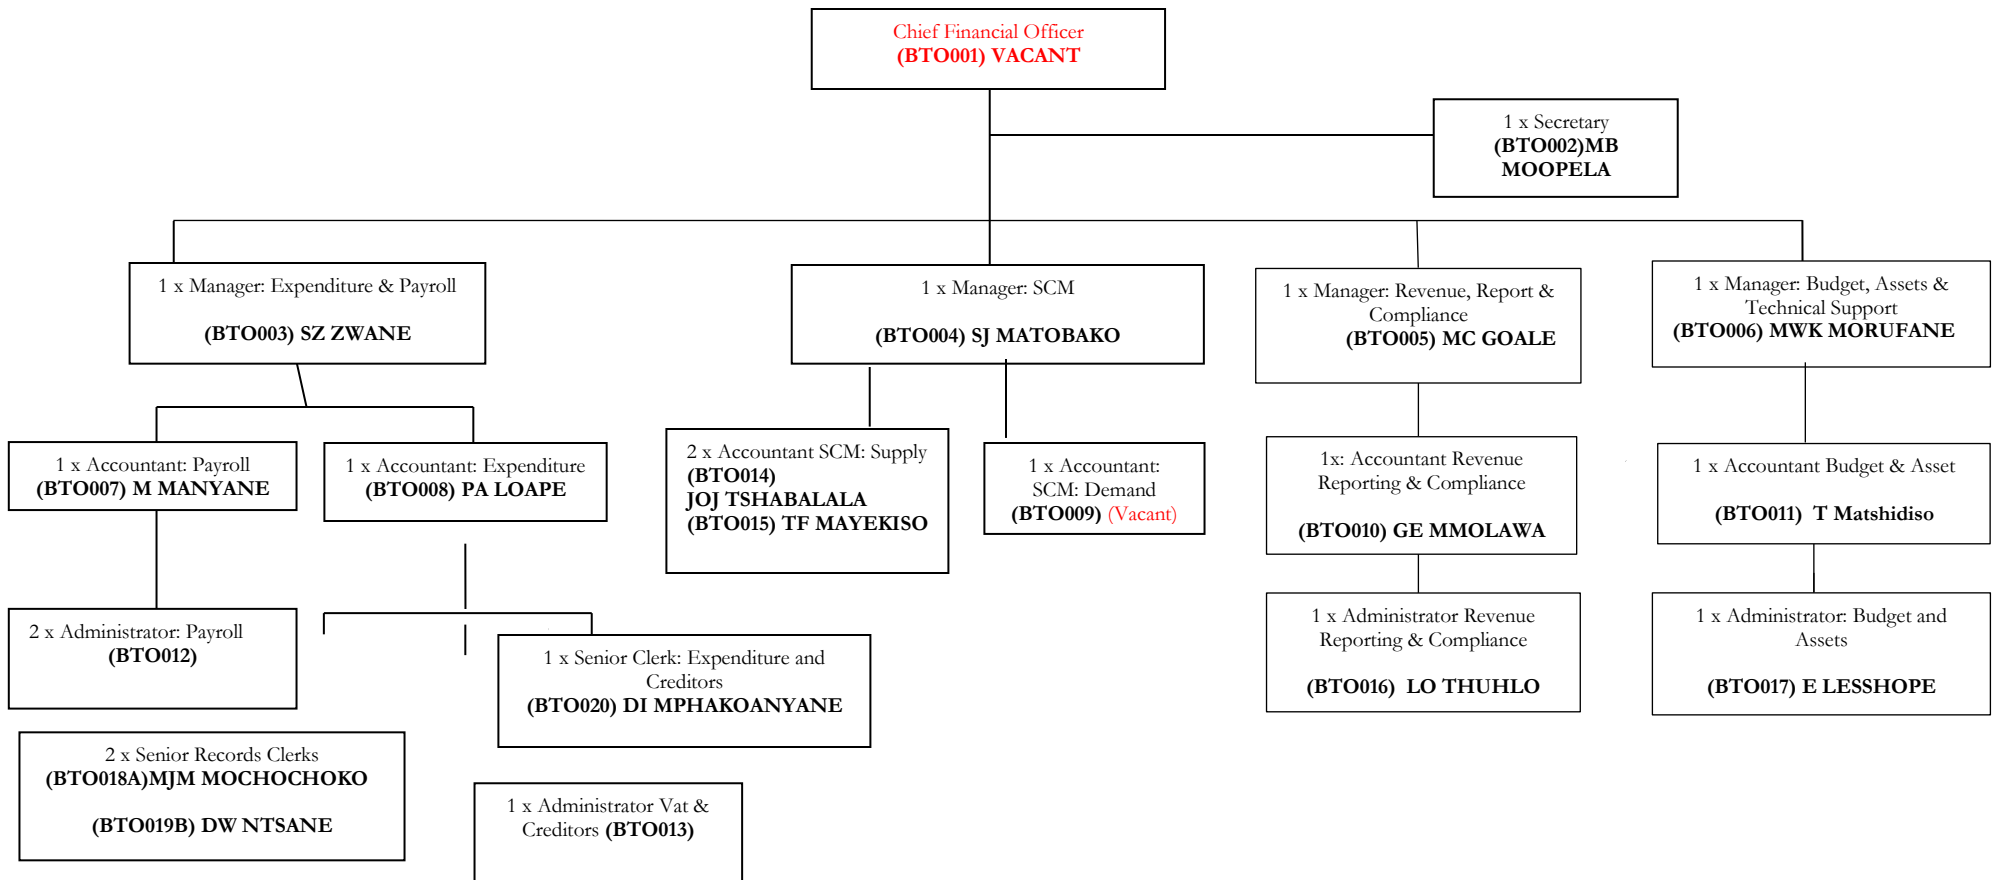 Chief Financial Officer
(BTO001) VACANT
1 x Secretary
(BTO002)MB
MOOPELA
1 x Manager: Expenditure & Payroll
(BTO003) SZ ZWANE
1 x Manager: SCM
(BTO004) SJ MATOBAKO
1 x Manager: Revenue, Report &
Compliance
(BTO005) MC GOALE
1 x Manager: Budget, Assets &
Technical Support
(BTO006) MWK MORUFANE
1 x Accountant: Payroll
(BTO007) M MANYANE
1 x Accountant: Expenditure
(BTO008) PA LOAPE
2 x Accountant SCM: Supply
(BTO014)
JOJ TSHABALALA
(BTO015) TF MAYEKISO
1 x Accountant:
SCM: Demand
(BTO009) (Vacant)
1x: Accountant Revenue
Reporting & Compliance
(BTO010) GE MMOLAWA
1 x Accountant Budget & Asset
(BTO011)  T Matshidiso
2 x Administrator: Payroll
(BTO012)
1 x Senior Clerk: Expenditure and
Creditors
(BTO020) DI MPHAKOANYANE
1 x Administrator Revenue
Reporting & Compliance
(BTO016)  LO THUHLO
1 x Administrator: Budget and
Assets
(BTO017) E LESSHOPE
2 x Senior Records Clerks
(BTO018A)MJM MOCHOCHOKO
(BTO019B) DW NTSANE
1 x Administrator Vat &
Creditors (BTO013)